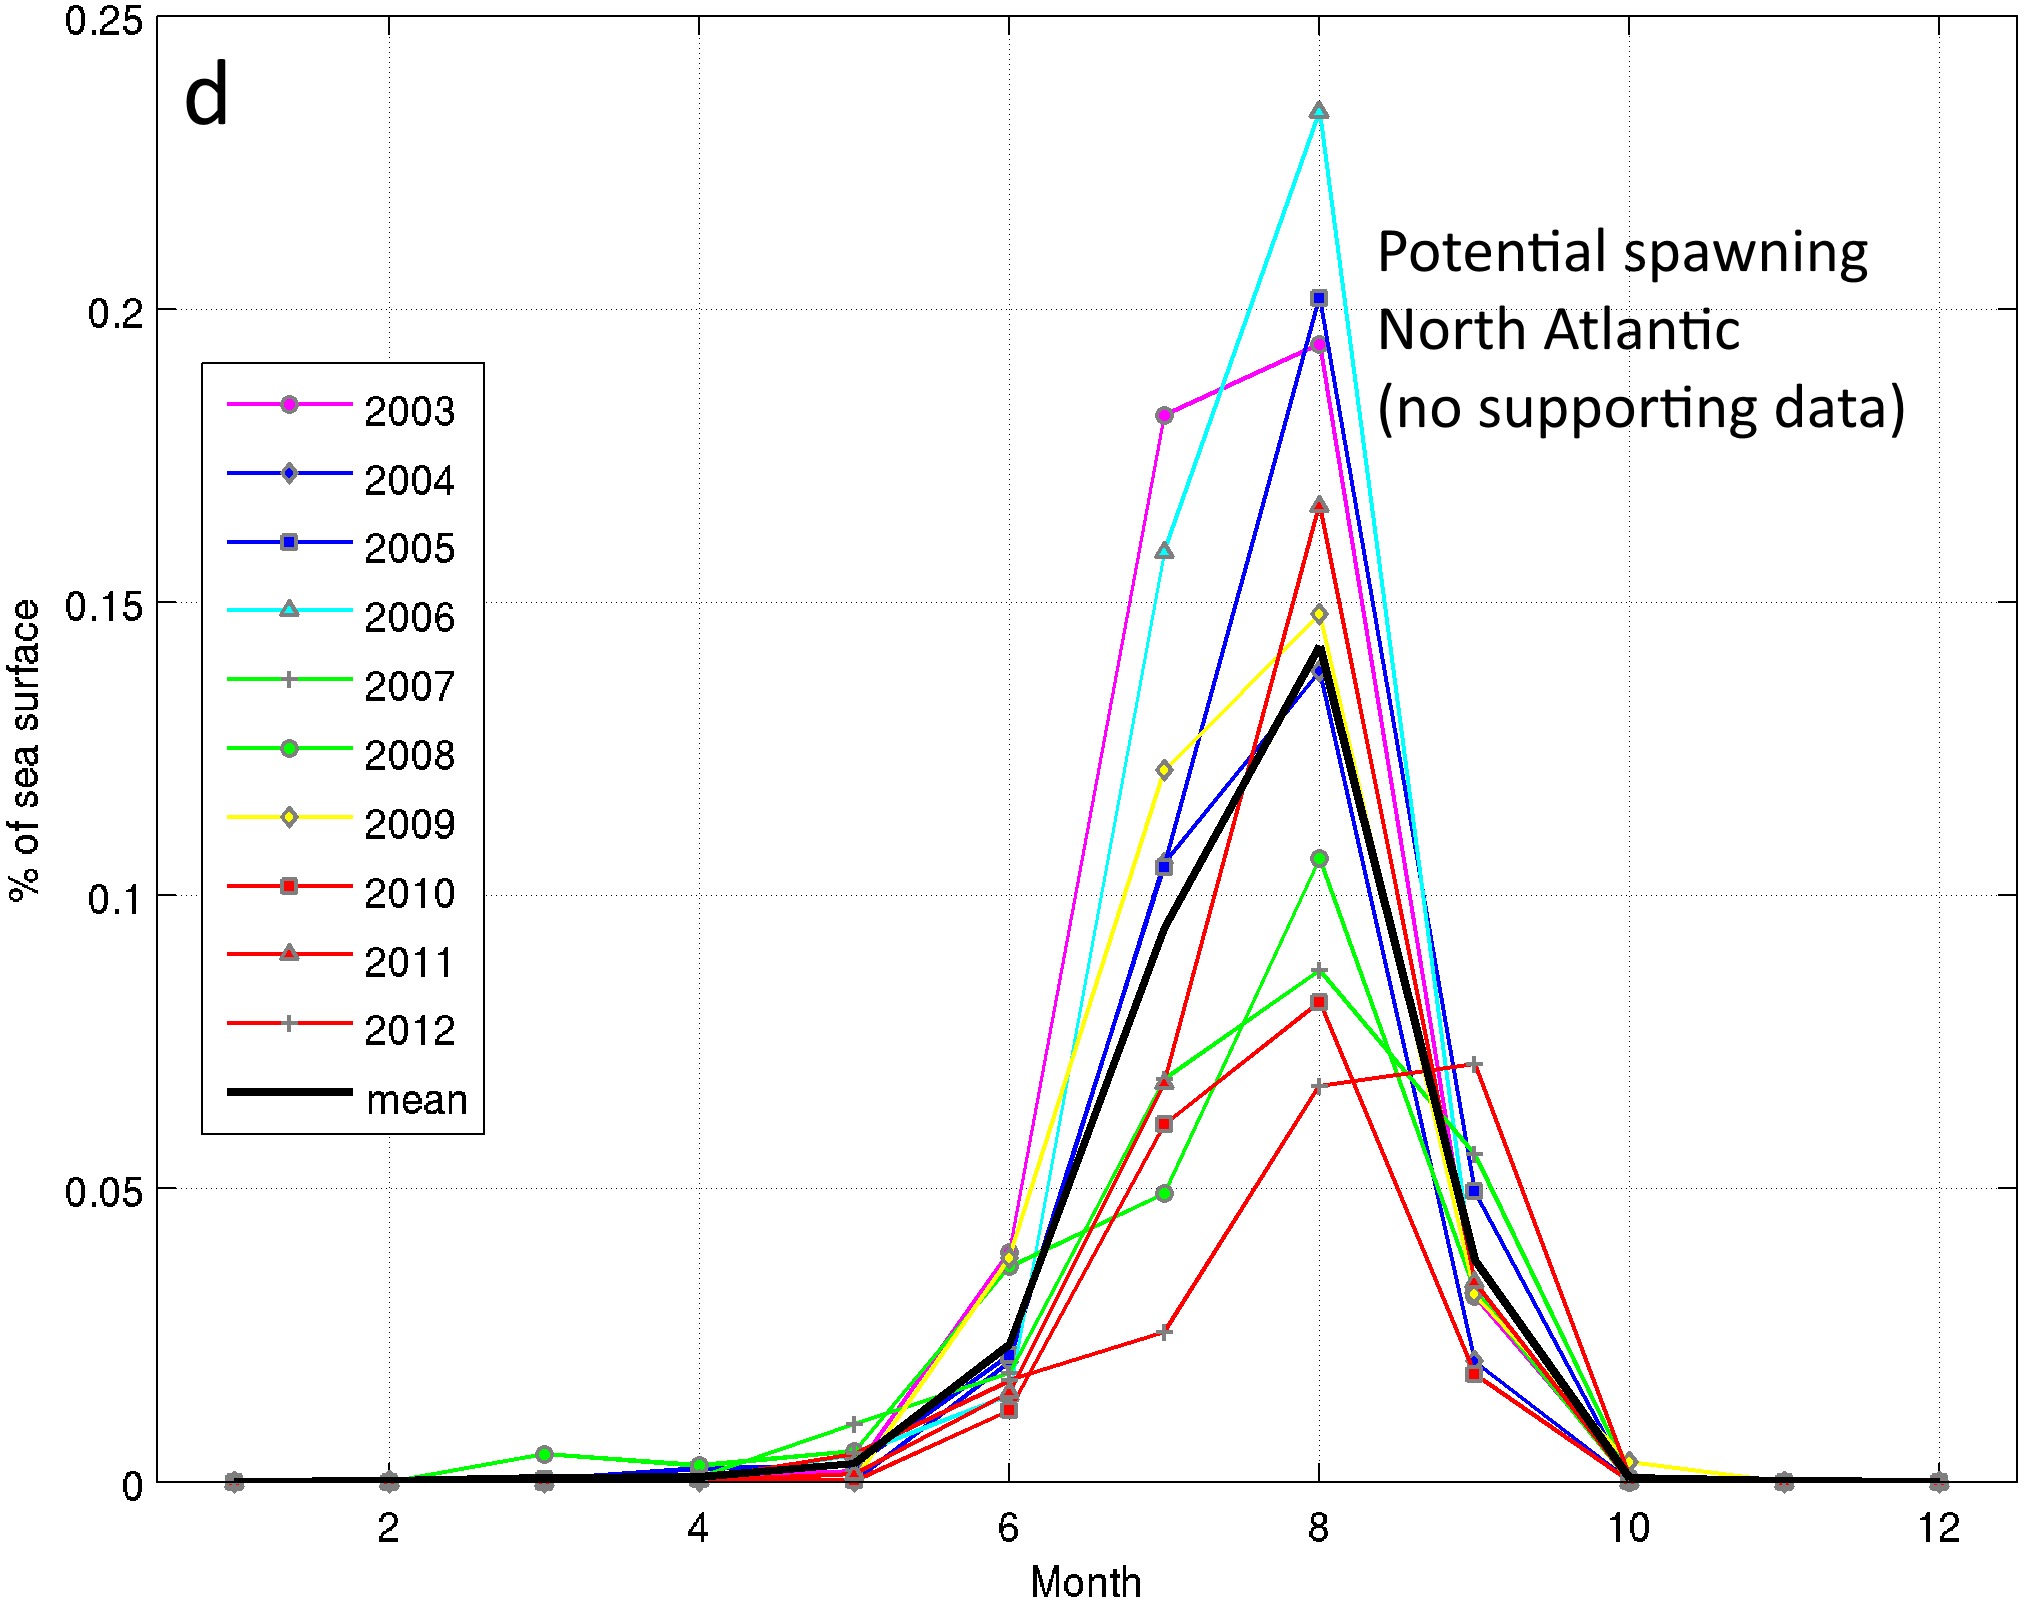 d
0.25
0.2
0.15
0.1
0.05
0
% of sea surface
2003
2004
2005
2006
2007
2008
2009
2010
2011
2012
mean
Potential spawning
North Atlantic
(no supporting data)
2 4 6 8 10 12
Month